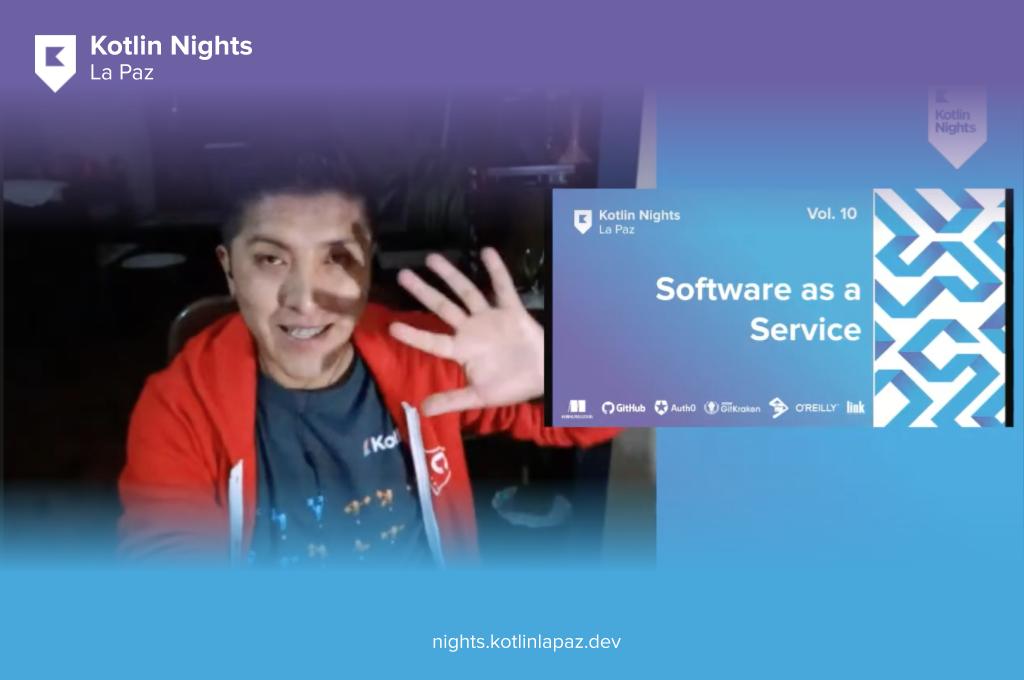 Kotlin Nights
La Paz
Kotlin
Nights
Kotlin Nights
La Paz
Vol. 10
Software as a
Service
GitHub
Auth0
GitKraken
O'REILLY
link
Kot
nights.kotlinlapaz.dev